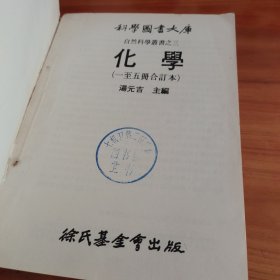 科學圖書大庫
自然科學叢書之三
化學
(一至五冊合訂本)
湯元吉 主編
徐氏基金會出版